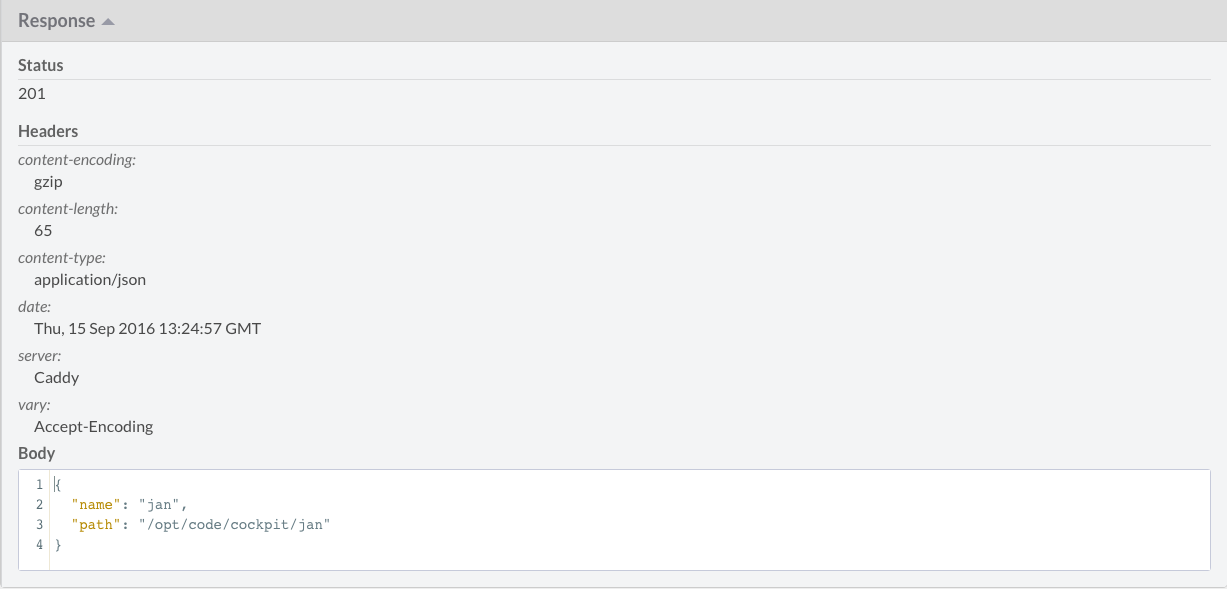 Response
Status
201
Headers
content-encoding:
gzip
content-length:
65
content-type:
application/json
date:
Thu, 15 Sep 2016 13:24:57 GMT
server:
Caddy
vary:
Accept-Encoding
Body
1 {
2   "name": "jan",
3   "path": "/opt/code/cockpit/jan"
4 }